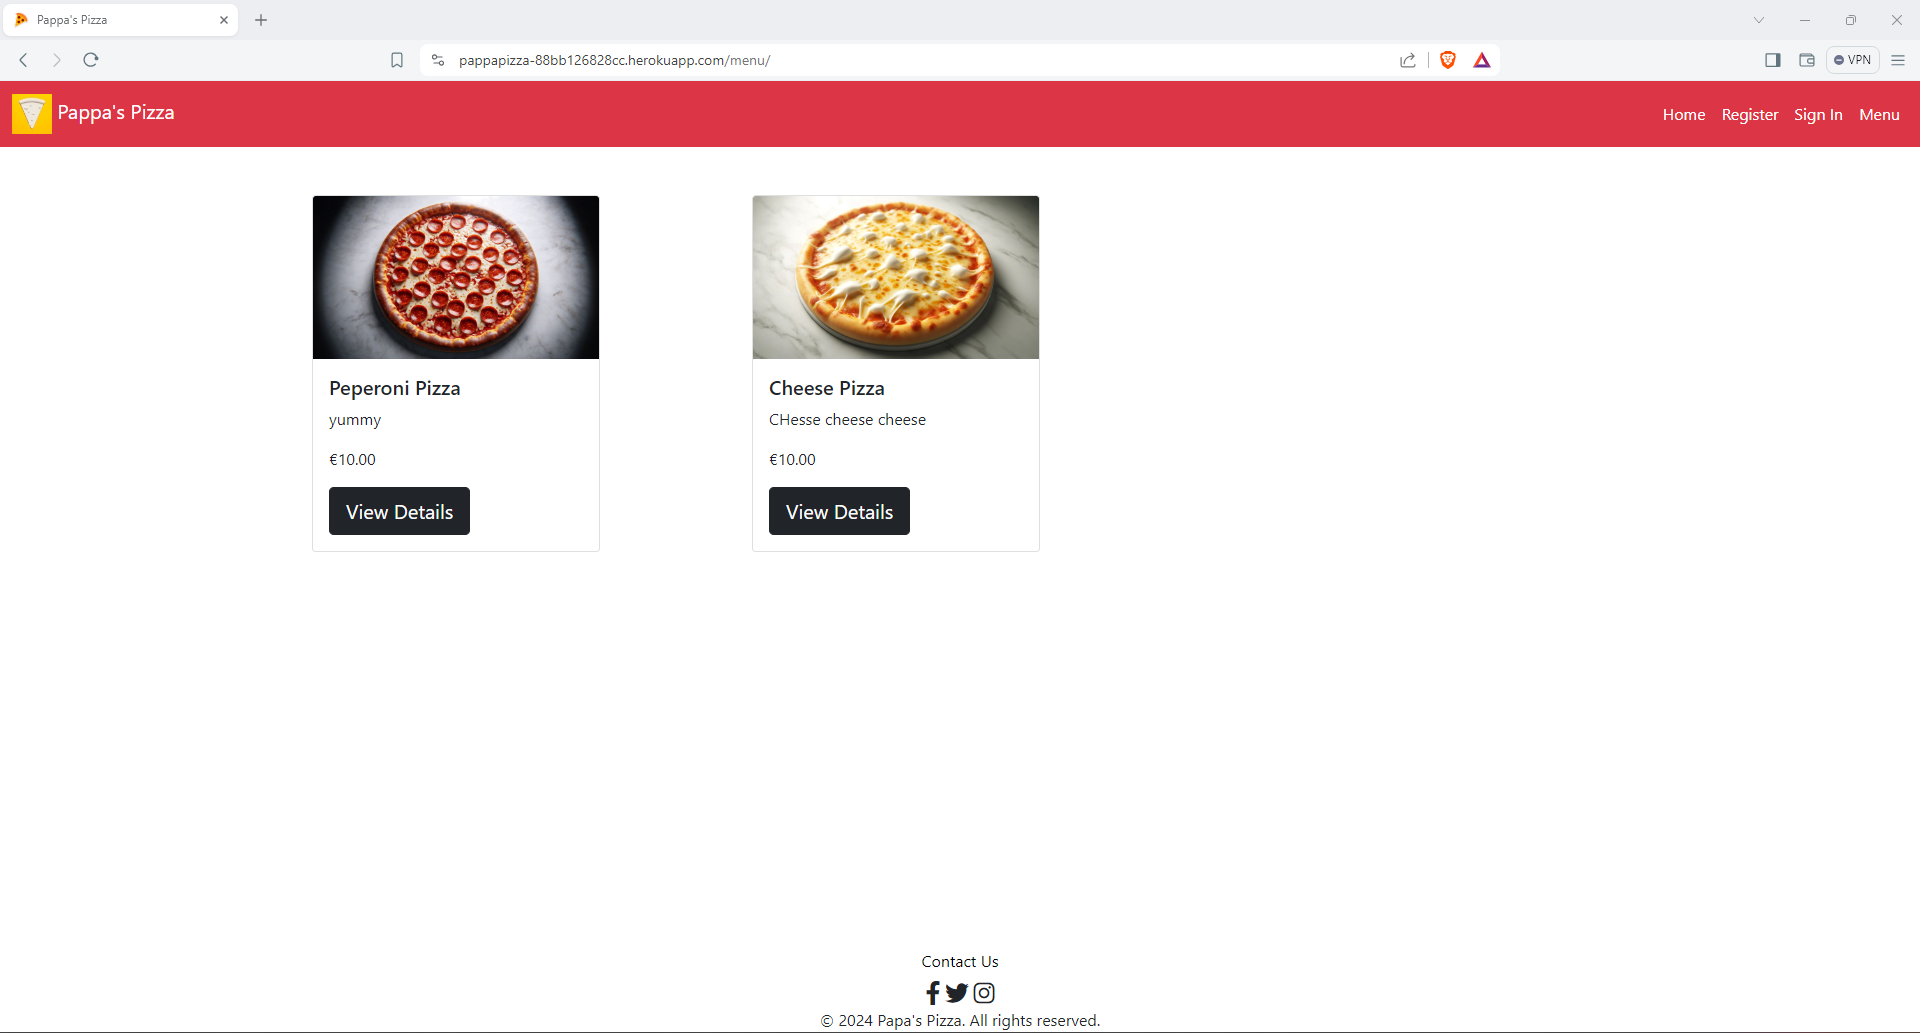 Pappa's Pizza
pappapizza-88bb126828cc.herokuapp.com/menu/
VPN
Pappa's Pizza
Home Register Sign In Menu
Peperoni Pizza
yummy
€10.00
View Details
Cheese Pizza
CHesse cheese cheese
€10.00
View Details
Contact Us
© 2024 Papa's Pizza. All rights reserved.